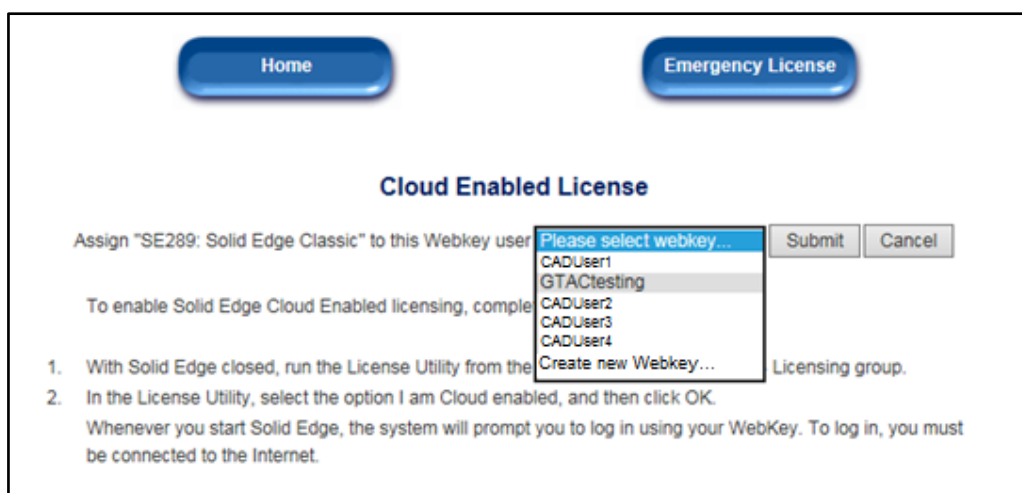 Home
Emergency License
Cloud Enabled License
Assign "SE289: Solid Edge Classic" to this Webkey user Please select webkey... Submit Cancel
CADUser1
GTACtesting
CADUser2
CADUser3
CADUser4
Create new Webkey...
To enable Solid Edge Cloud Enabled licensing, comple
1. With Solid Edge closed, run the License Utility from the Licensing group.
2. In the License Utility, select the option I am Cloud enabled, and then click OK.
Whenever you start Solid Edge, the system will prompt you to log in using your WebKey. To log in, you must
be connected to the Internet.